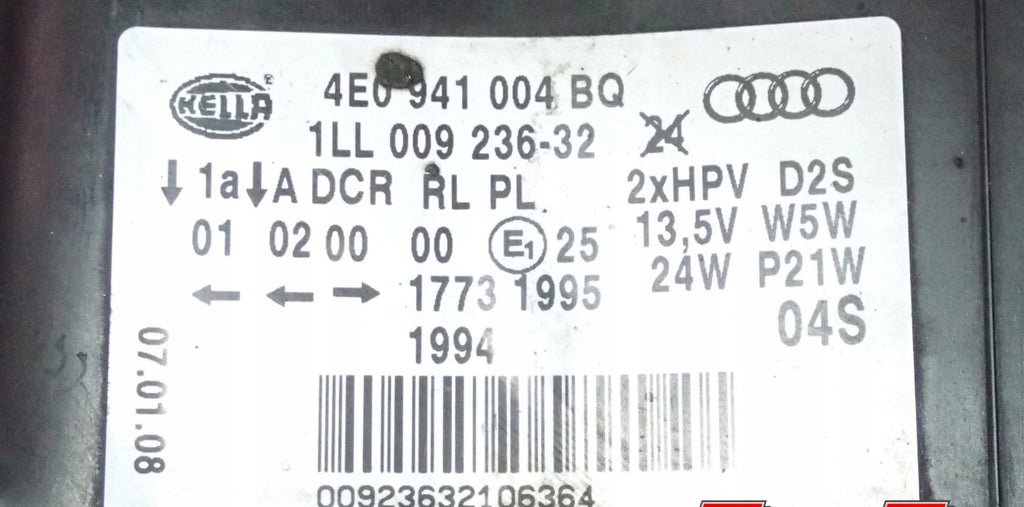 HELLA ®
4E0 941 004 BQ
1LL 009 236-32 24
↓ 1a ↓ A DCR RL PL 2xHPV D2S
01 02 00 00 E1 25 13,5V W5W
← ← → 1773 1995 24W P21W
1994 04S
07.01.08
00923632106364